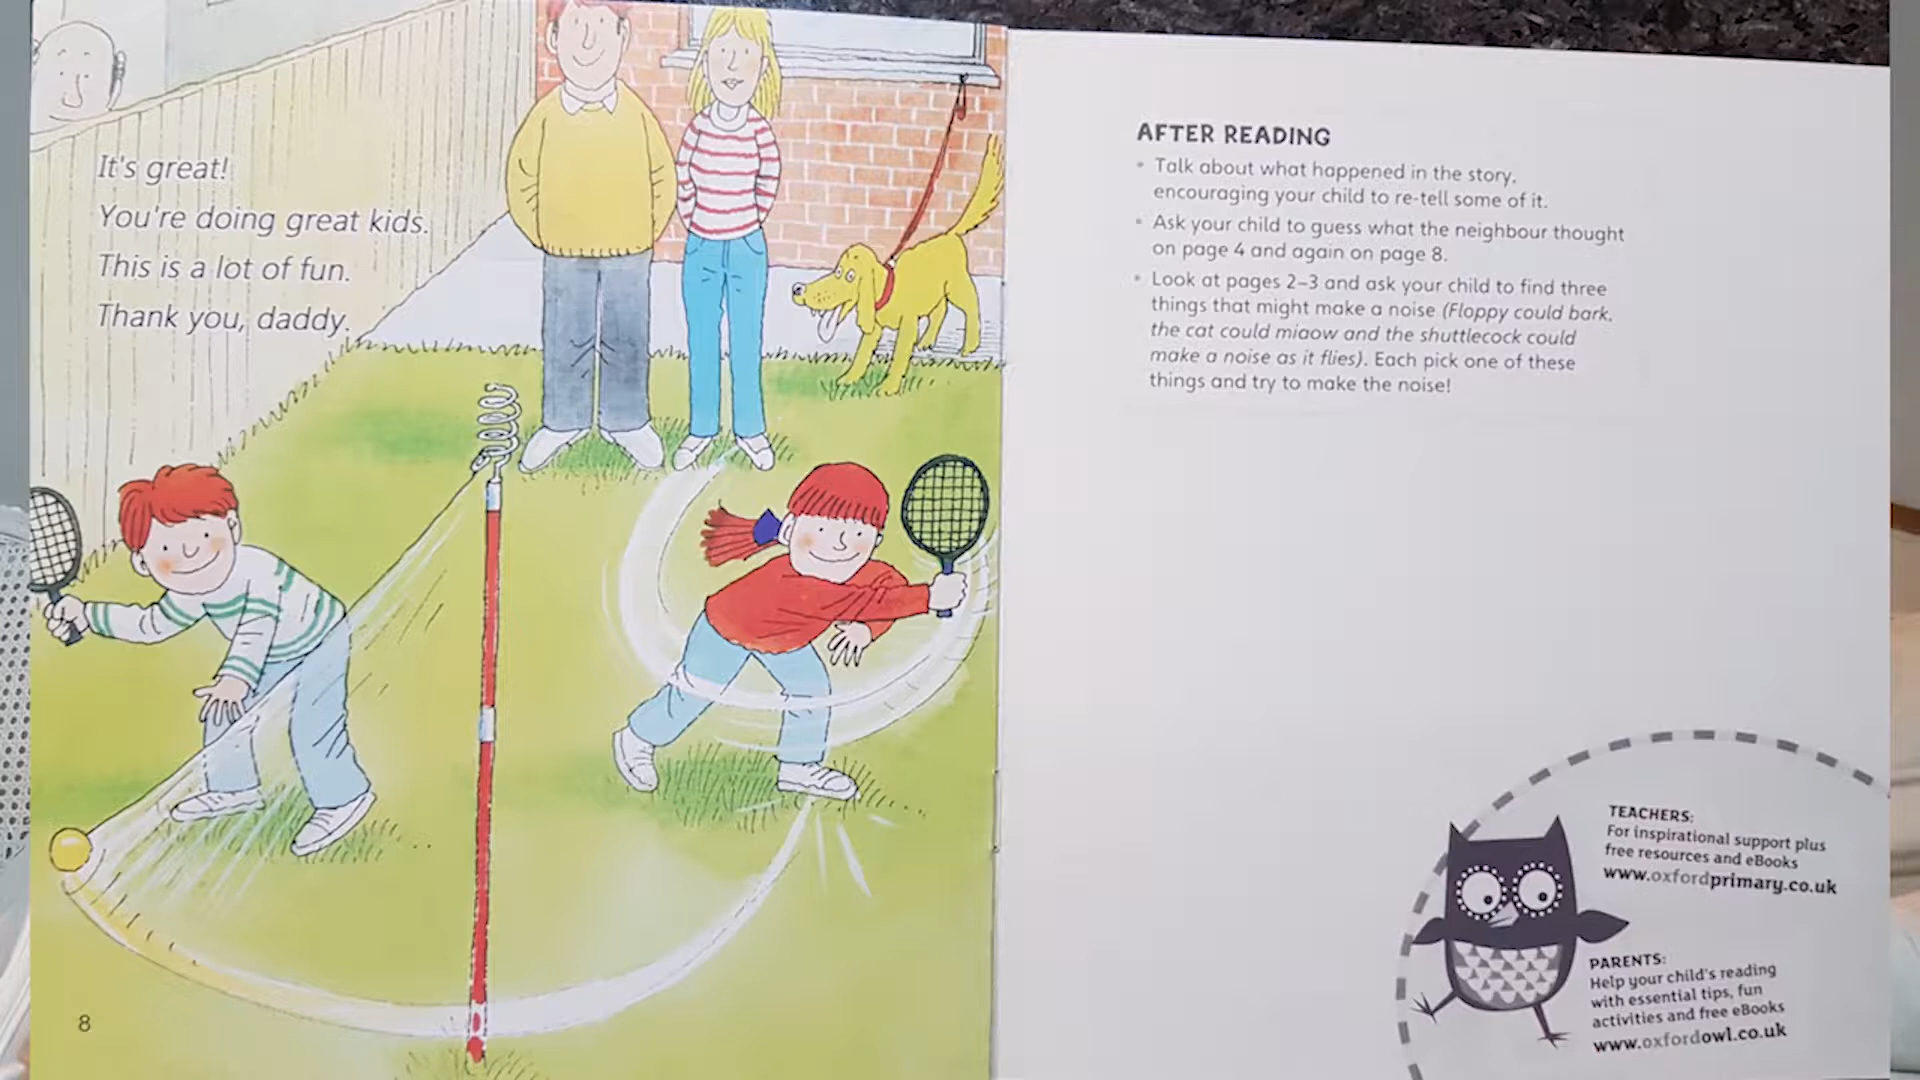 It's great!
You're doing great kids.
This is a lot of fun.
Thank you, daddy.
8
AFTER READING
• Talk about what happened in the story,
encouraging your child to re-tell some of it.
• Ask your child to guess what the neighbour thought
on page 4 and again on page 8.
• Look at pages 2–3 and ask your child to find three
things that might make a noise (Floppy could bark,
the cat could miaow and the shuttlecock could
make a noise as it flies). Each pick one of these
things and try to make the noise!
TEACHERS:
For inspirational support plus
free resources and eBooks
www.oxfordprimary.co.uk
PARENTS:
Help your child's reading
with essential tips, fun
activities and free eBooks
www.oxfordowl.co.uk